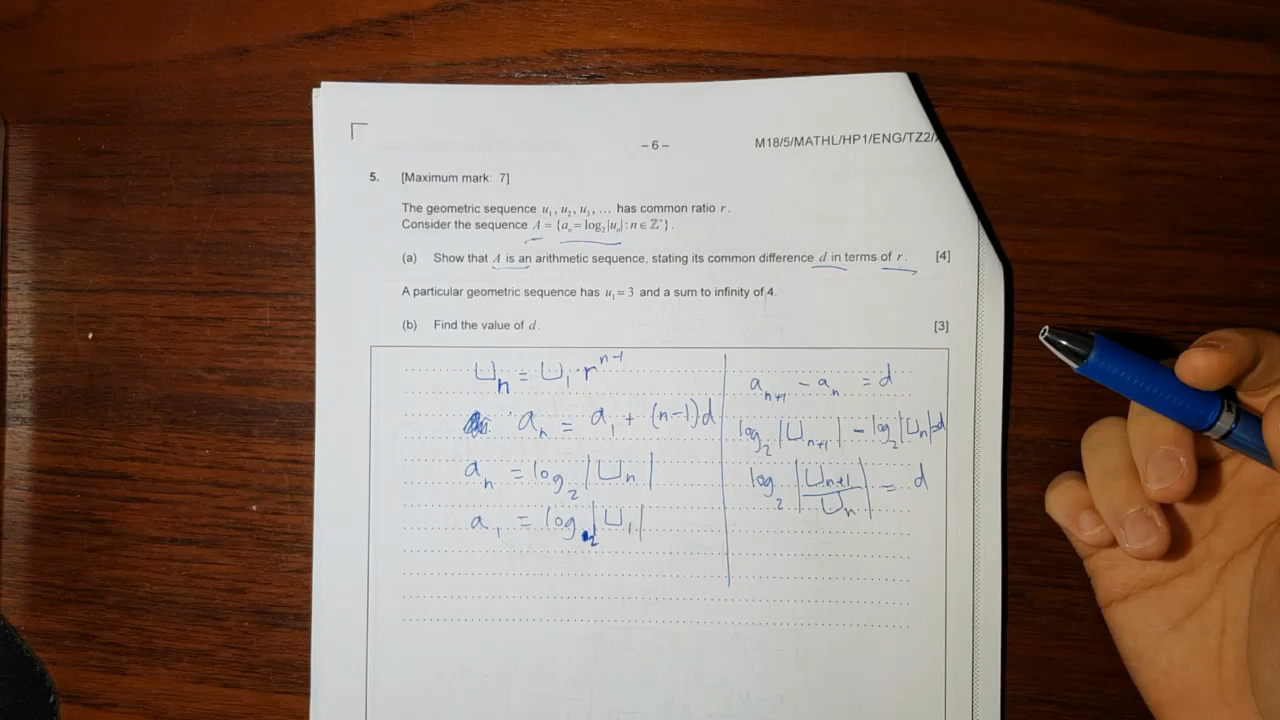 – 6 –
M18/5/MATHL/HP1/ENG/TZ2/
5. [Maximum mark: 7]
The geometric sequence u₁, u₂, u₃, … has common ratio r.
Consider the sequence A = {aₙ = log₂|uₙ| : n ∈ ℤ⁺}.
(a) Show that A is an arithmetic sequence, stating its common difference d in terms of r. [4]
A particular geometric sequence has u₁ = 3 and a sum to infinity of 4.
(b) Find the value of d. [3]
Uₙ = U₁ · rⁿ⁻¹
aₙ = a₁ + (n-1)d
aₙ = log₂ |Uₙ|
a₁ = log₂ |U₁|
aₙ₊₁ - aₙ = d
log₂ |Uₙ₊₁| - log₂ |Uₙ| = d
log₂ |Uₙ₊₁ / Uₙ| = d